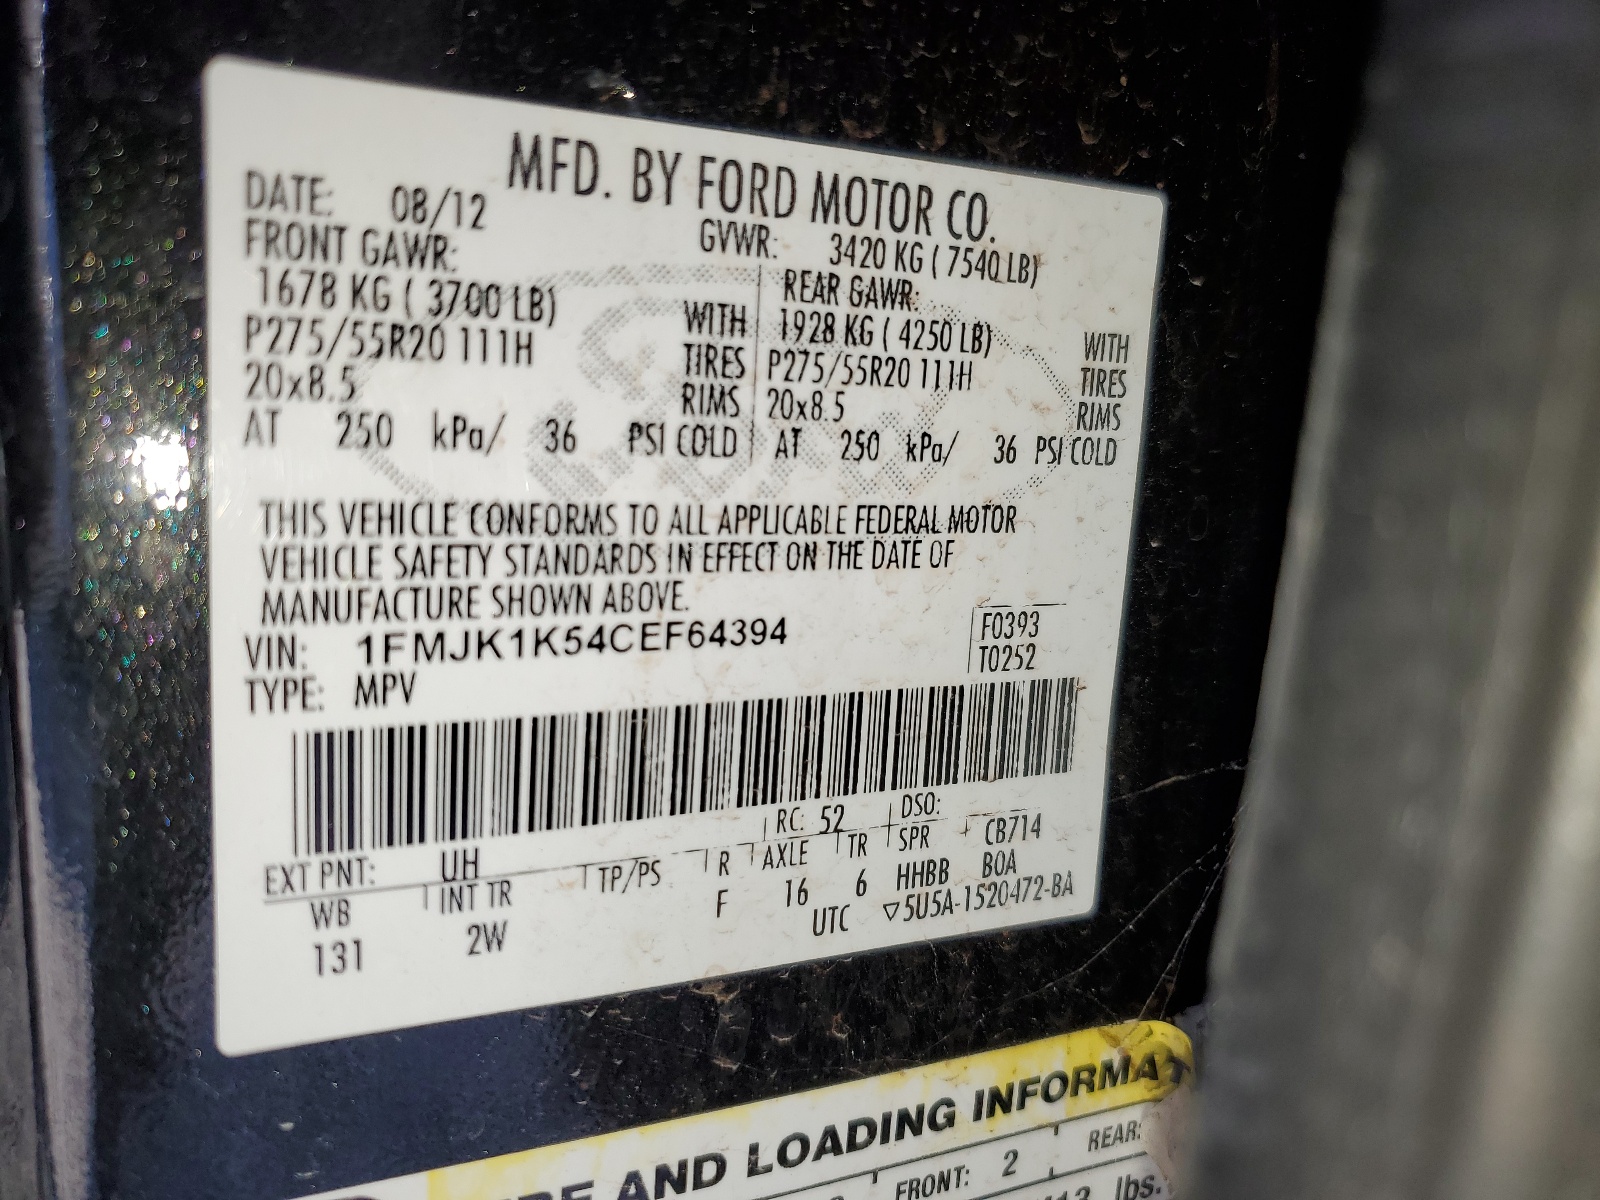 MFD. BY FORD MOTOR CO.
DATE: 08/12 GVWR: 3420 KG ( 7540 LB)
FRONT GAWR: REAR GAWR:
1678 KG ( 3700 LB) WITH 1928 KG ( 4250 LB) WITH
P275/55R20 111H TIRES P275/55R20 111H TIRES
20x8.5 RIMS 20x8.5 RIMS
AT 250 kPa/ 36 PSI COLD AT 250 kPa/ 36 PSI COLD
THIS VEHICLE CONFORMS TO ALL APPLICABLE FEDERAL MOTOR
VEHICLE SAFETY STANDARDS IN EFFECT ON THE DATE OF
MANUFACTURE SHOWN ABOVE.
VIN: 1FMJK1K54CEF64394 F0393
TYPE: MPV T0252
EXT PNT: UH RC: 52 DSO:
WB INT TR TP/PS R AXLE TR SPR CB714
131 2W F 16 6 HHBB BOA
UTC ▽5U5A-1520472-BA
AND LOADING INFORMAT
FRONT: 2 REAR:
lbs.